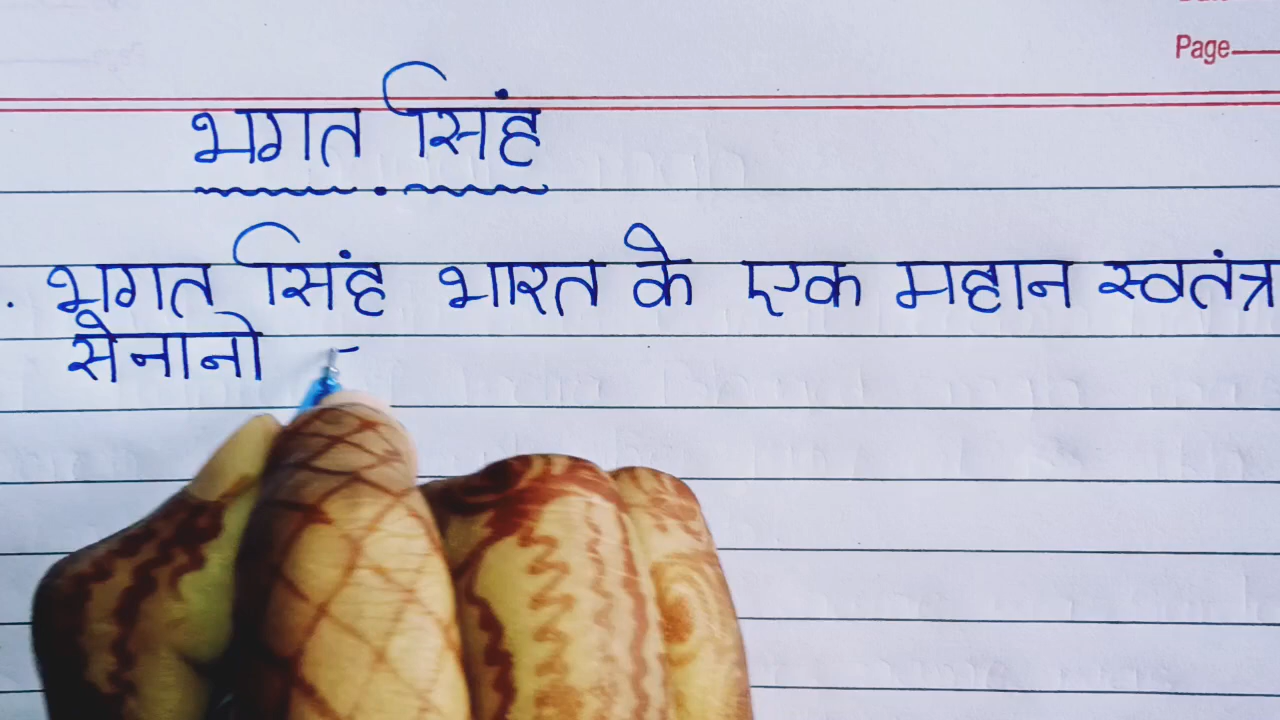 Page
भगत सिंह
. भगत सिंह भारत के एक महान स्वतंत्र
सेनानी